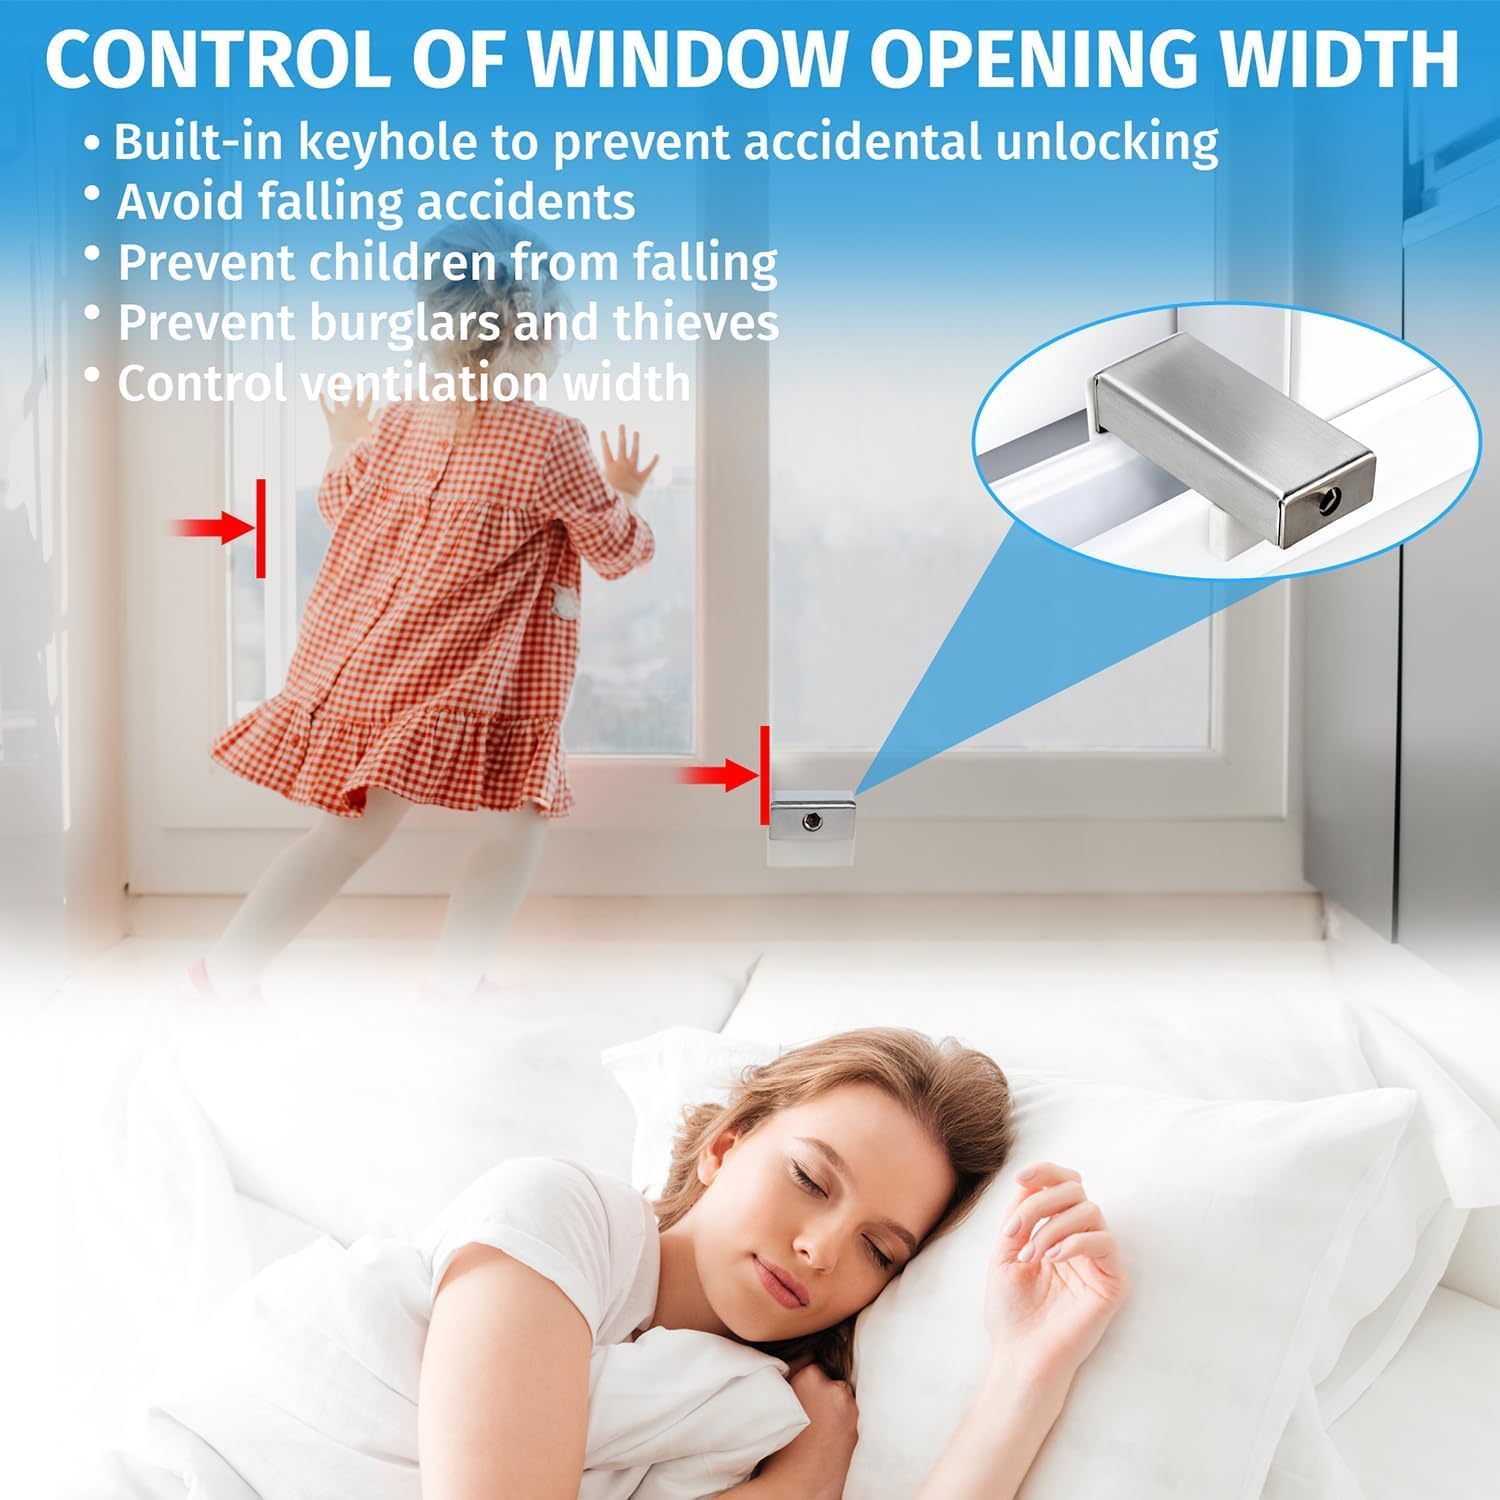 CONTROL OF WINDOW OPENING WIDTH
• Built-in keyhole to prevent accidental unlocking
• Avoid falling accidents
• Prevent children from falling
• Prevent burglars and thieves
• Control ventilation width